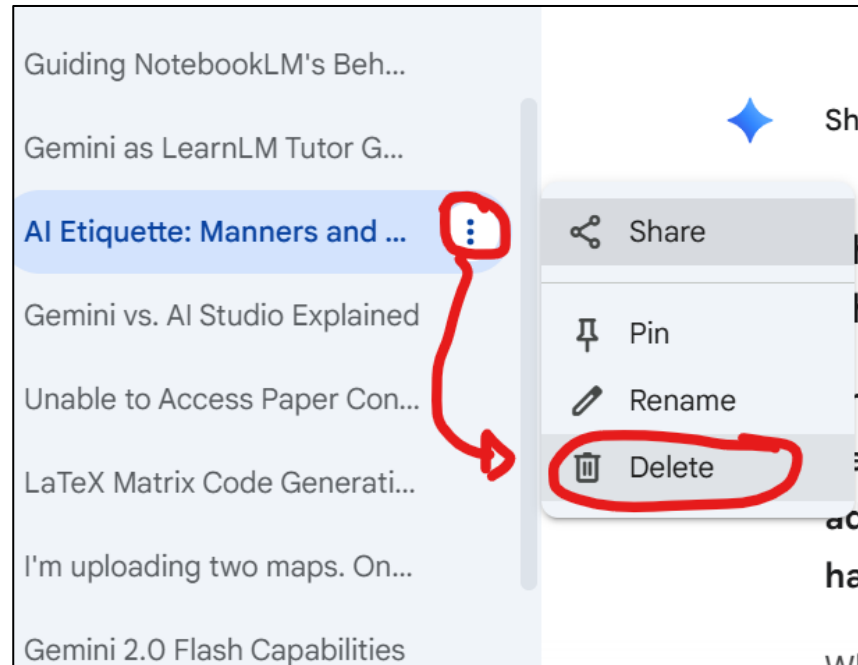 Guiding NotebookLM's Beh...
Gemini as LearnLM Tutor G...
AI Etiquette: Manners and ...
Gemini vs. AI Studio Explained
Unable to Access Paper Con...
LaTeX Matrix Code Generati...
I'm uploading two maps. On...
Gemini 2.0 Flash Capabilities
Share
Pin
Rename
Delete
Sh
ha